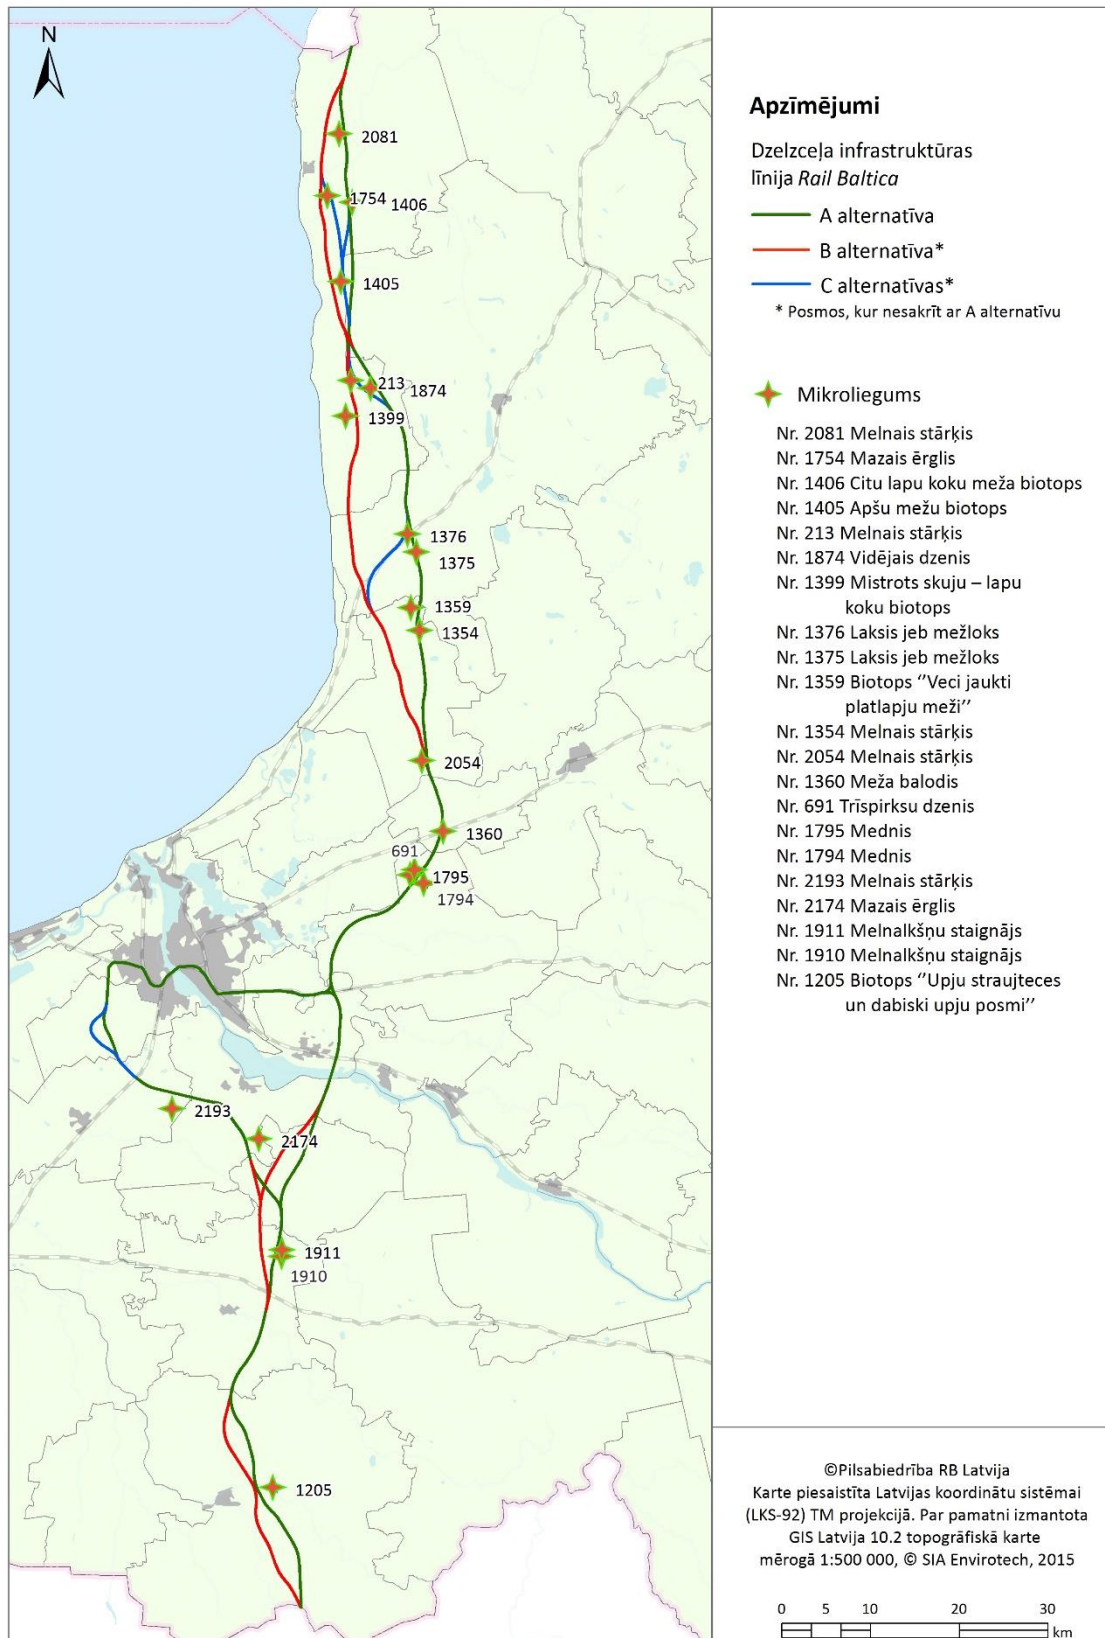 N
2081
1754
1406
1405
213
1874
1399
1376
1375
1359
1354
2054
1360
691
1795
1794
2193
2174
1911
1910
1205
Apzīmējumi
Dzelzceļa infrastruktūras
līnija Rail Baltica
A alternatīva
B alternatīva*
C alternatīvas*
* Posmos, kur nesakrīt ar A alternatīvu
Mikroliegums
Nr. 2081 Melnais stārķis
Nr. 1754 Mazais ērglis
Nr. 1406 Citu lapu koku meža biotops
Nr. 1405 Apšu mežu biotops
Nr. 213 Melnais stārķis
Nr. 1874 Vidējais dzenis
Nr. 1399 Mistrots skuju – lapu
koku biotops
Nr. 1376 Laksis jeb mežloks
Nr. 1375 Laksis jeb mežloks
Nr. 1359 Biotops ‘‘Veci jaukti
platlapju meži’’
Nr. 1354 Melnais stārķis
Nr. 2054 Melnais stārķis
Nr. 1360 Meža balodis
Nr. 691 Trīspirksu dzenis
Nr. 1795 Mednis
Nr. 1794 Mednis
Nr. 2193 Melnais stārķis
Nr. 2174 Mazais ērglis
Nr. 1911 Melnalkšņu staignājs
Nr. 1910 Melnalkšņu staignājs
Nr. 1205 Biotops ‘‘Upju straujteces
un dabiski upju posmi’’
©Pilsabiedrība RB Latvija
Karte piesaistīta Latvijas koordinātu sistēmai
(LKS-92) TM projekcijā. Par pamatni izmantota
GIS Latvija 10.2 topogrāfiskā karte
mērogā 1:500 000, © SIA Envirotech, 2015
0 5 10 20 30
km